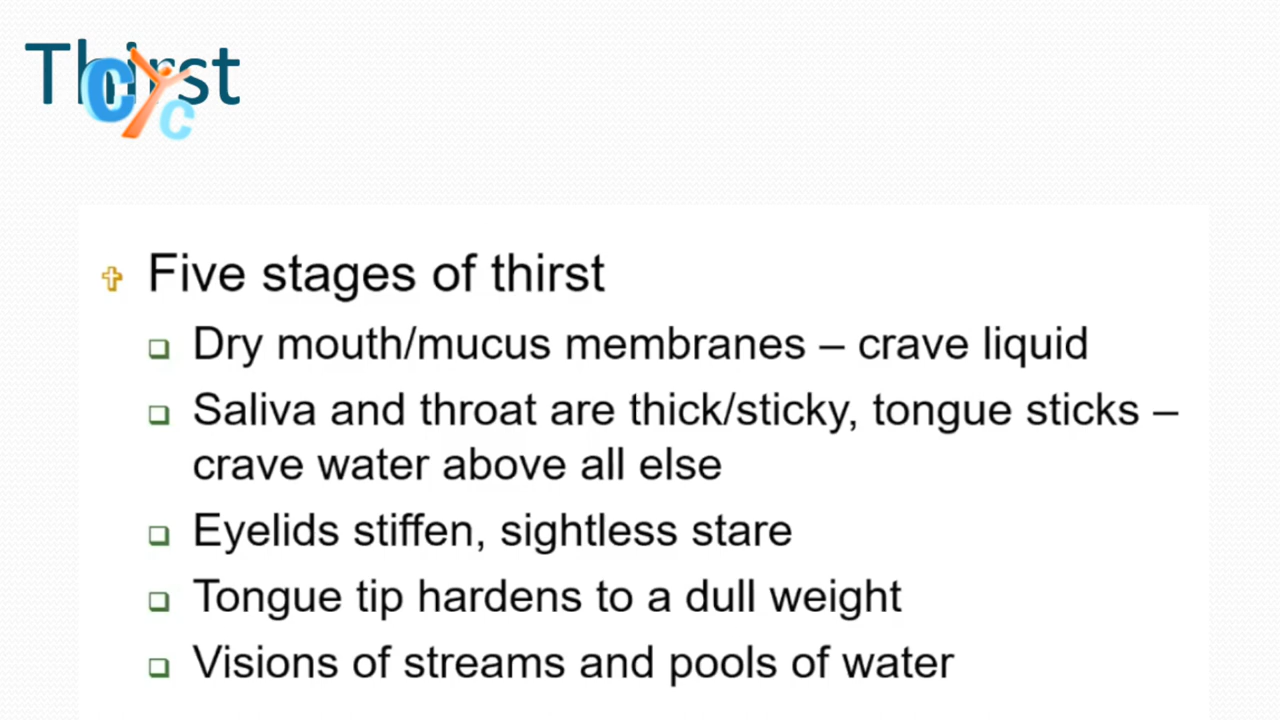 Thirst
CYC
Five stages of thirst
Dry mouth/mucus membranes – crave liquid
Saliva and throat are thick/sticky, tongue sticks –
crave water above all else
Eyelids stiffen, sightless stare
Tongue tip hardens to a dull weight
Visions of streams and pools of water